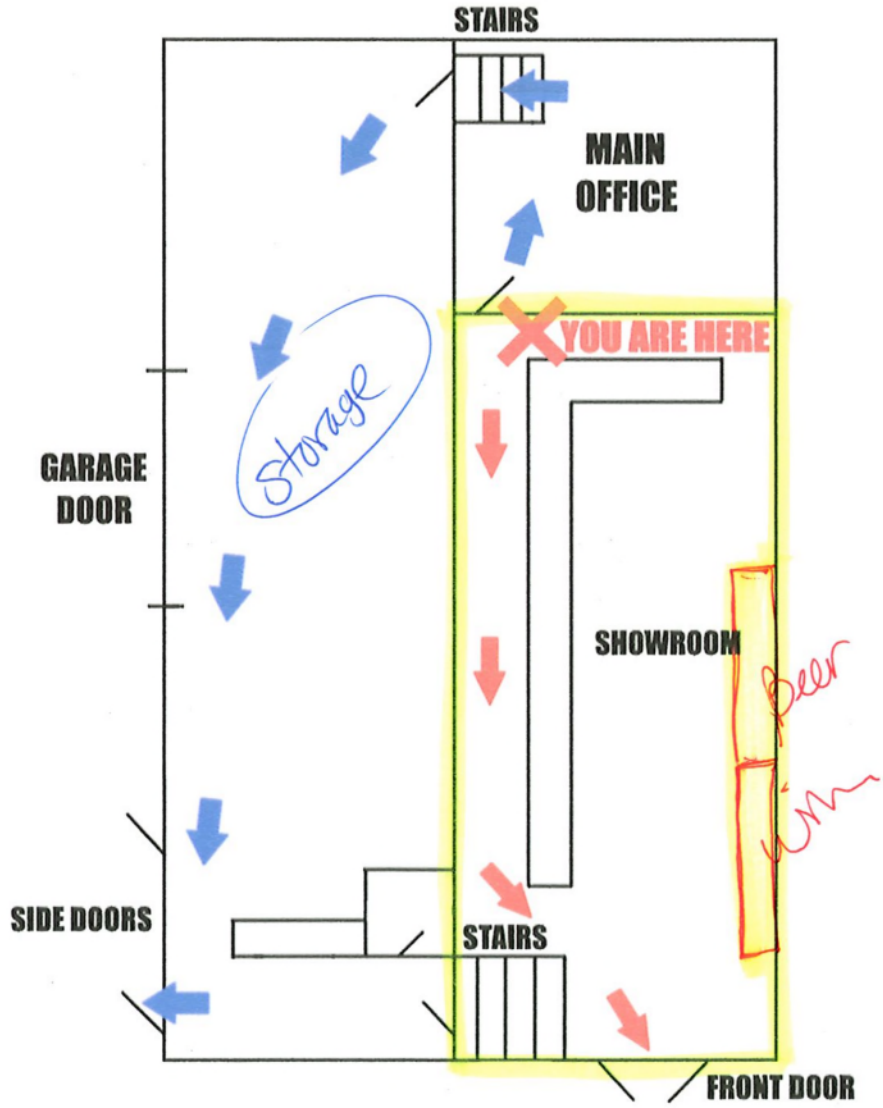 STAIRS
MAIN
OFFICE
YOU ARE HERE
Storage
GARAGE
DOOR
SHOWROOM
Beer
SIDE DOORS
STAIRS
FRONT DOOR